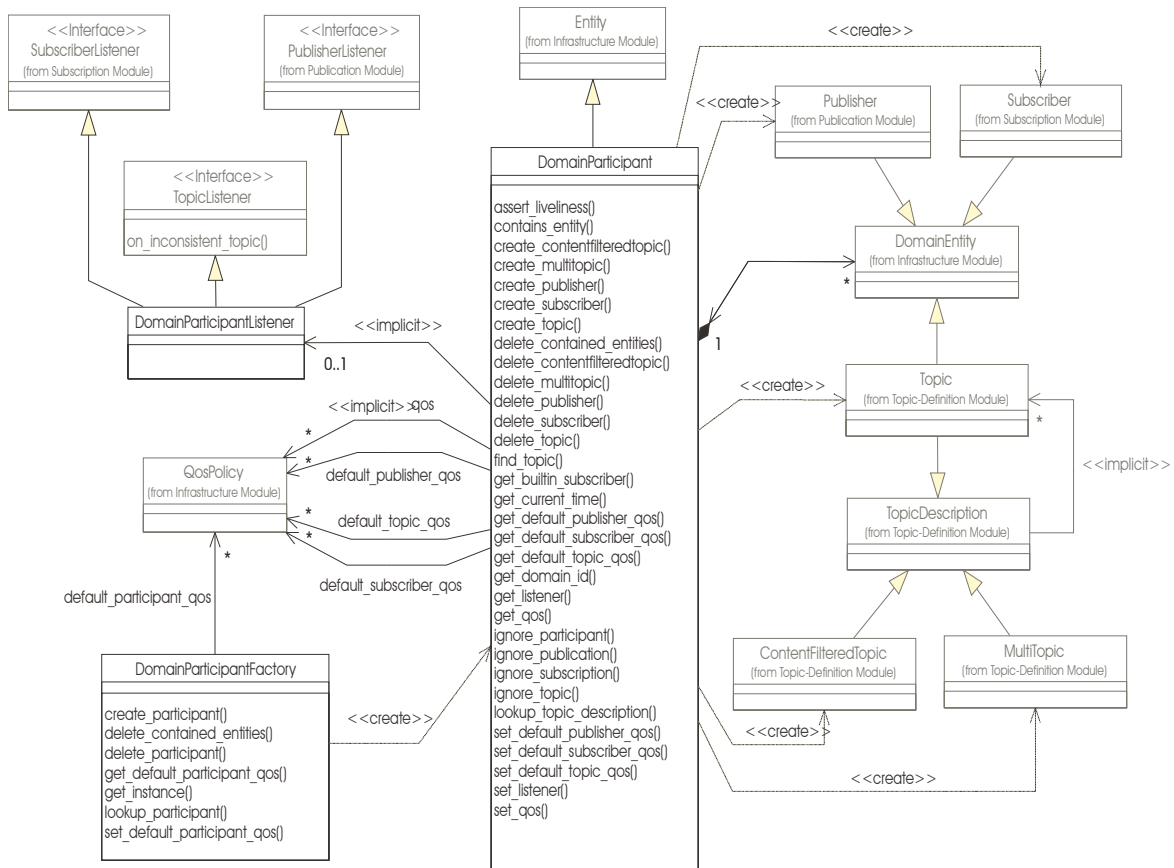 <<Interface>>
SubscriberListener
(from Subscription Module)
<<Interface>>
PublisherListener
(from Publication Module)
Entity
(from Infrastructure Module)
<<create>>
<<create>>
Publisher
(from Publication Module)
Subscriber
(from Subscription Module)
<<Interface>>
TopicListener
on_inconsistent_topic()
DomainParticipant
assert_liveliness()
contains_entity()
create_contentfilteredtopic()
create_multitopic()
create_publisher()
create_subscriber()
create_topic()
delete_contained_entities()
delete_contentfilteredtopic()
delete_multitopic()
delete_publisher()
delete_subscriber()
delete_topic()
find_topic()
get_builtin_subscriber()
get_current_time()
get_default_publisher_qos()
get_default_subscriber_qos()
get_default_topic_qos()
get_domain_id()
get_listener()
get_qos()
ignore_participant()
ignore_publication()
ignore_subscription()
ignore_topic()
lookup_topic_description()
set_default_publisher_qos()
set_default_subscriber_qos()
set_default_topic_qos()
set_listener()
set_qos()
DomainEntity
(from Infrastructure Module)
*
1
DomainParticipantListener
<<implicit>>
0..1
<<create>>
Topic
(from Topic-Definition Module)
*
<<implicit>>
<<implicit>> qos
*
QosPolicy
(from Infrastructure Module)
*
default_publisher_qos
*
default_topic_qos
*
default_subscriber_qos
*
default_participant_qos
TopicDescription
(from Topic-Definition Module)
ContentFilteredTopic
(from Topic-Definition Module)
MultiTopic
(from Topic-Definition Module)
DomainParticipantFactory
create_participant()
delete_contained_entities()
delete_participant()
get_default_participant_qos()
get_instance()
lookup_participant()
set_default_participant_qos()
<<create>>
<<create>>
<<create>>